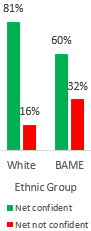 81%
60%
16%
32%
White BAME
Ethnic Group
Net confident
Net not confident